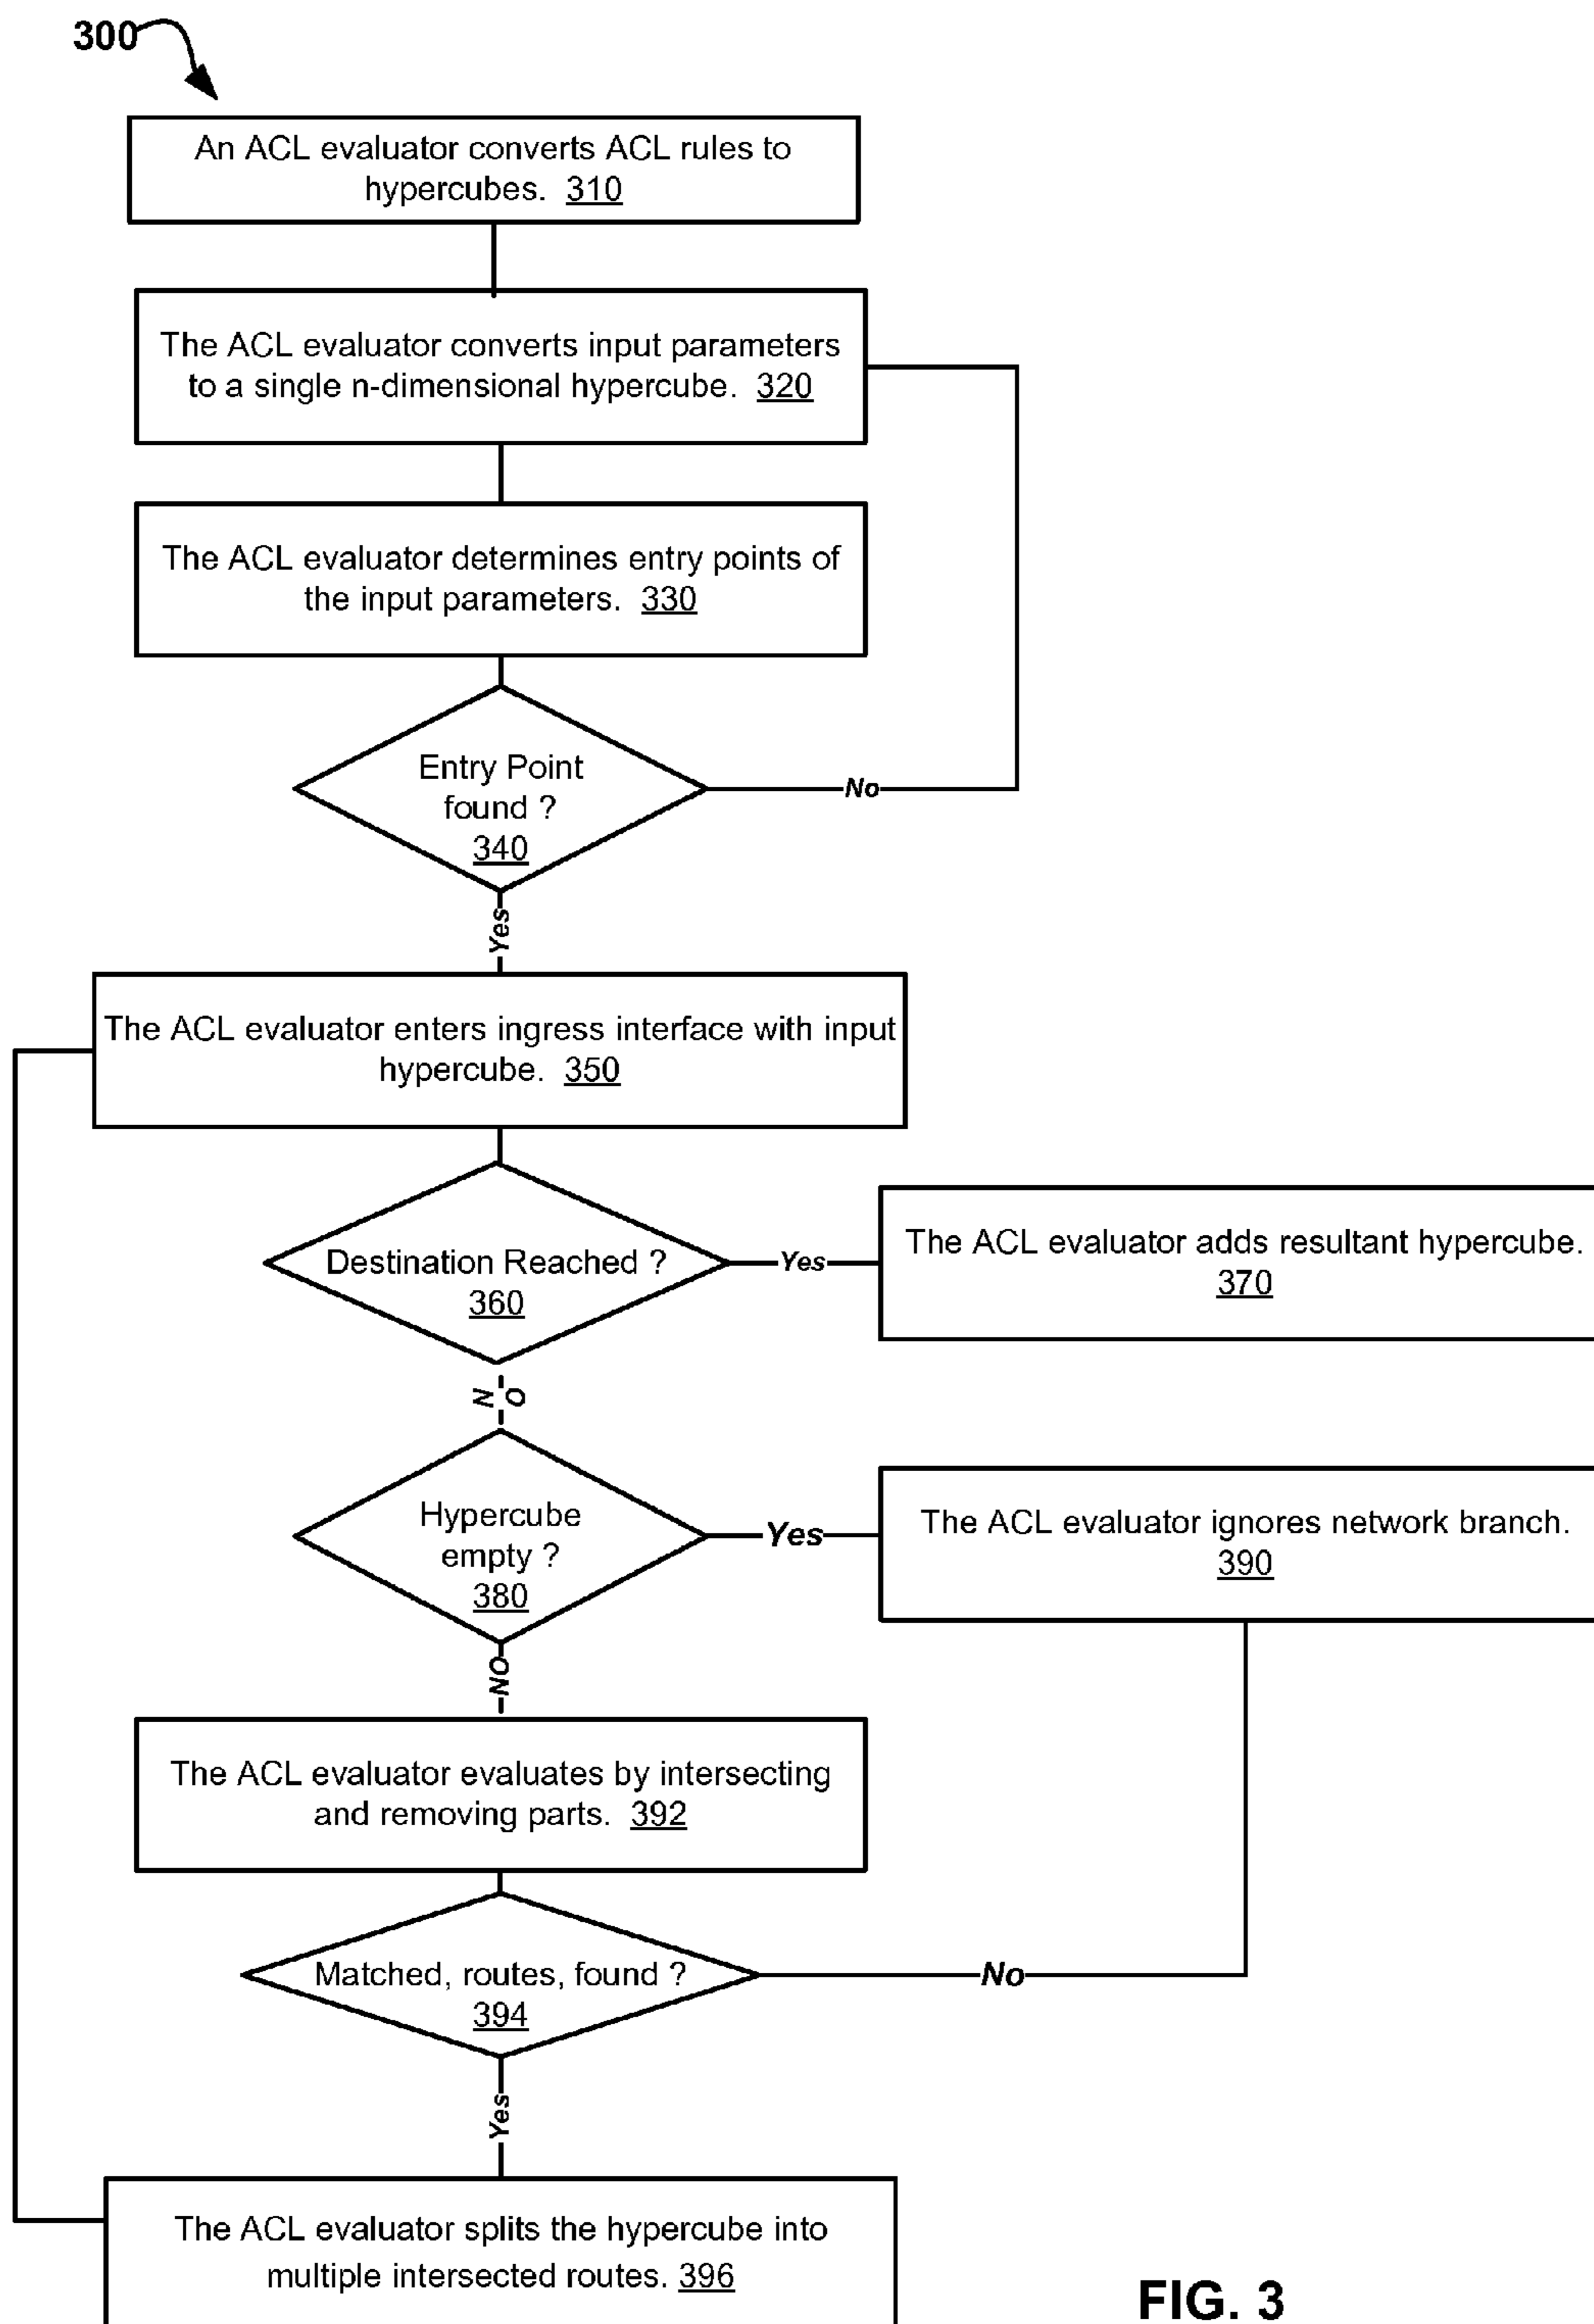 300
An ACL evaluator converts ACL rules to
hypercubes. 310
The ACL evaluator converts input parameters
to a single n-dimensional hypercube. 320
The ACL evaluator determines entry points of
the input parameters. 330
Entry Point
found ?
340
No
Yes
The ACL evaluator enters ingress interface with input
hypercube. 350
Destination Reached ?
360
Yes
The ACL evaluator adds resultant hypercube.
370
NO
Hypercube
empty ?
380
Yes
The ACL evaluator ignores network branch.
390
NO
The ACL evaluator evaluates by intersecting
and removing parts. 392
Matched, routes, found ?
394
No
Yes
The ACL evaluator splits the hypercube into
multiple intersected routes. 396
FIG. 3